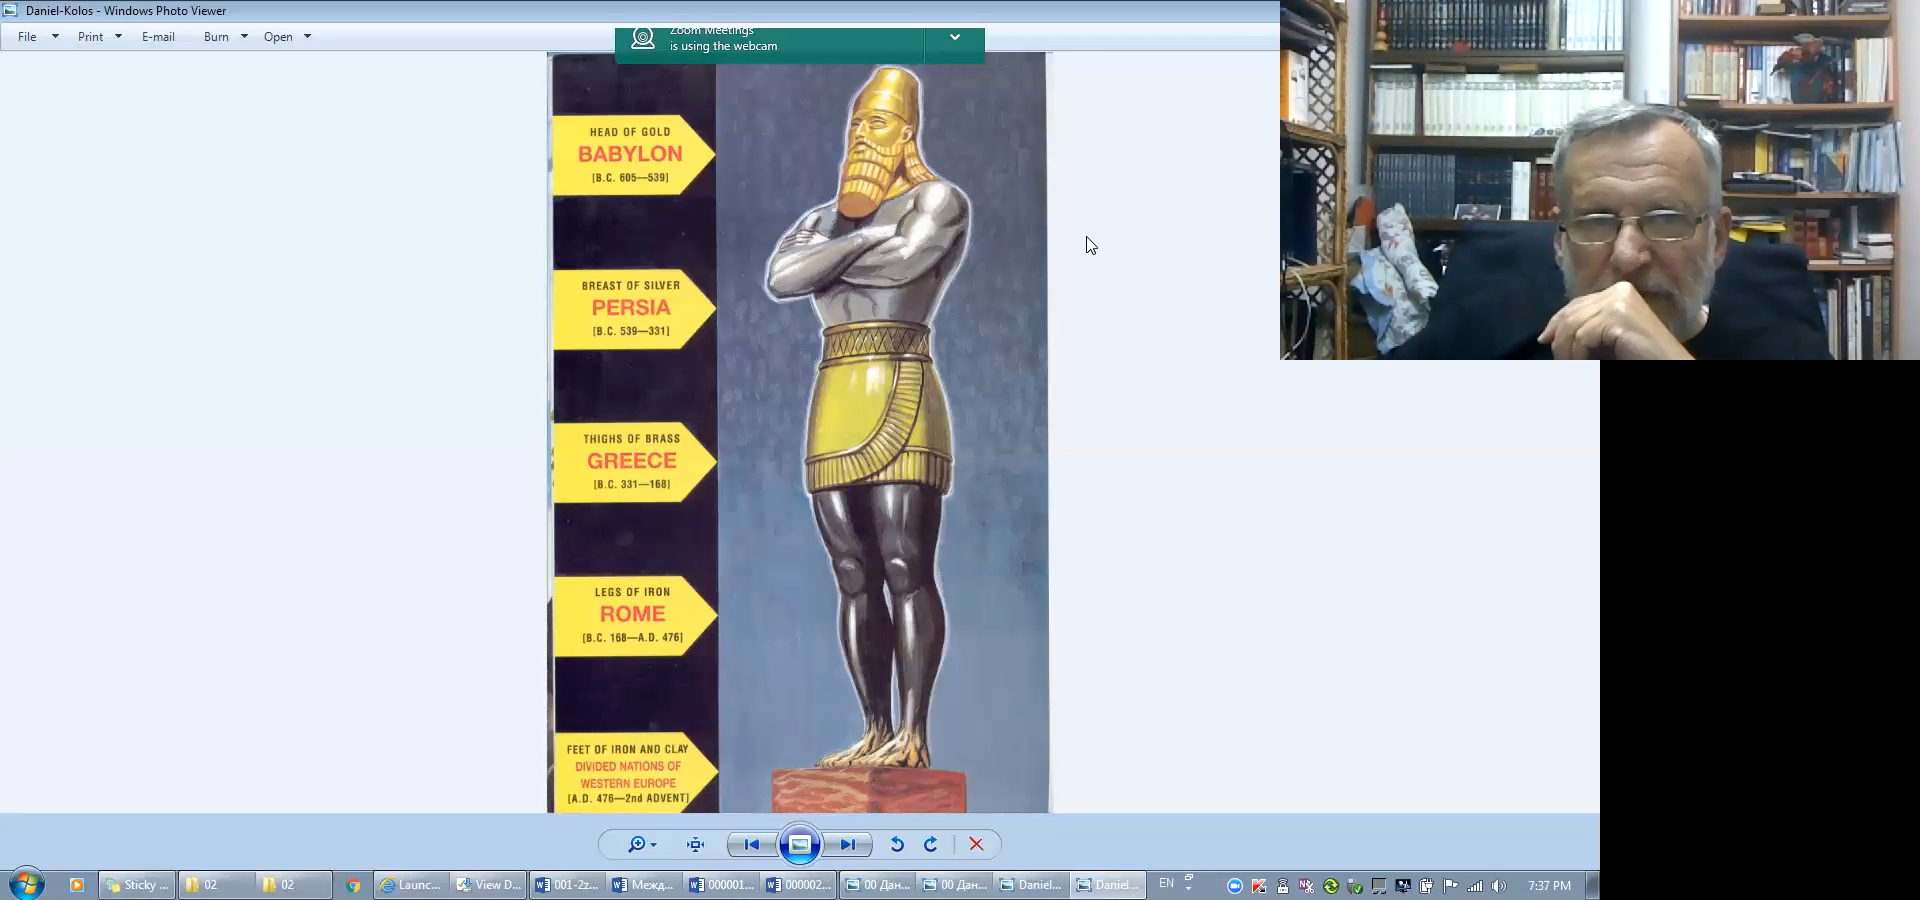 Daniel-Kolos - Windows Photo Viewer
File Print E-mail Burn Open
Zoom Meetings
is using the webcam
HEAD OF GOLD
BABYLON
[B.C. 605—539]
BREAST OF SILVER
PERSIA
[B.C. 539—331]
THIGHS OF BRASS
GREECE
[B.C. 331—168]
LEGS OF IRON
ROME
[B.C. 168—A.D. 476]
FEET OF IRON AND CLAY
DIVIDED NATIONS OF
WESTERN EUROPE
[A.D. 476—2nd ADVENT]
Sticky ... 02 02 Launc... View D... 001-2z... Межд... 000001... 000002... 00 Дан... 00 Дан... Daniel... Daniel... EN 7:37 PM